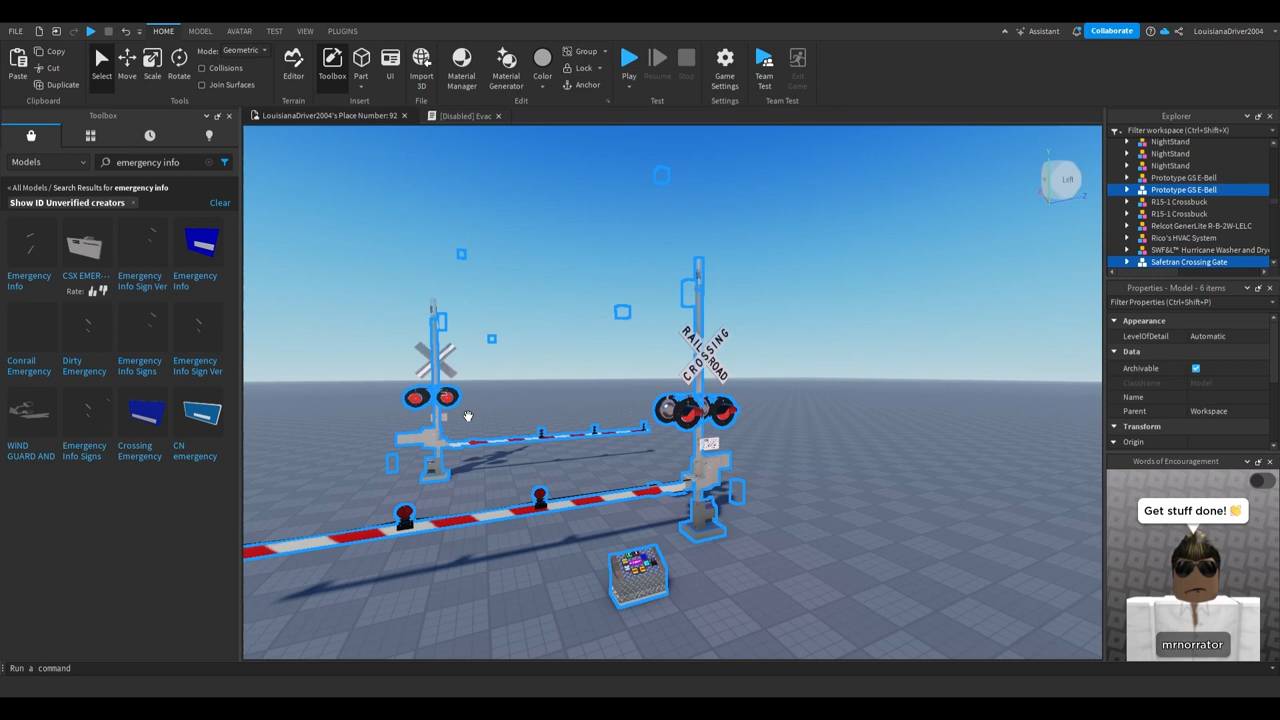 FILE HOME MODEL AVATAR TEST VIEW PLUGINS Assistant Collaborate LouisianaDriver2004
Paste Copy Cut Duplicate Select Move Scale Rotate Mode: Geometric Collisions Join Surfaces Editor Toolbox Part UI Import 3D Material Manager Material Generator Color Group Lock Anchor Play Resume Stop Game Settings Team Test Exit Game
Clipboard Tools Terrain Insert File Edit Test Settings Team Test
Toolbox
LouisianaDriver2004's Place Number: 92
[Disabled] Evac
Models
emergency info
< All Models / Search Results for emergency info
Show ID Unverified creators
Clear
Emergency Info
CSX EMER···
Rate:
Emergency Info Sign Ver
Emergency Info
Conrail Emergency
Dirty Emergency
Emergency Info Signs
Emergency Info Sign Ver
WIND GUARD AND
Emergency Info Signs
Crossing Emergency
CN emergency
RAILROAD
CROSSING
Y
Left
Z
Explorer
Filter workspace (Ctrl+Shift+X)
NightStand
NightStand
NightStand
Prototype GS E-Bell
Prototype GS E-Bell
R15-1 Crossbuck
R15-1 Crossbuck
Relcot GenerLite R-B-2W-LELC
Rico's HVAC System
SWF&L™ Hurricane Washer and Drye
Safetran Crossing Gate
Properties - Model - 6 items
Filter Properties (Ctrl+Shift+P)
Appearance
LevelOfDetail Automatic
Data
Archivable
ClassName Model
Name
Parent Workspace
Transform
Origin
Words of Encouragement
Get stuff done! 👏
mrnorrator
Run a command